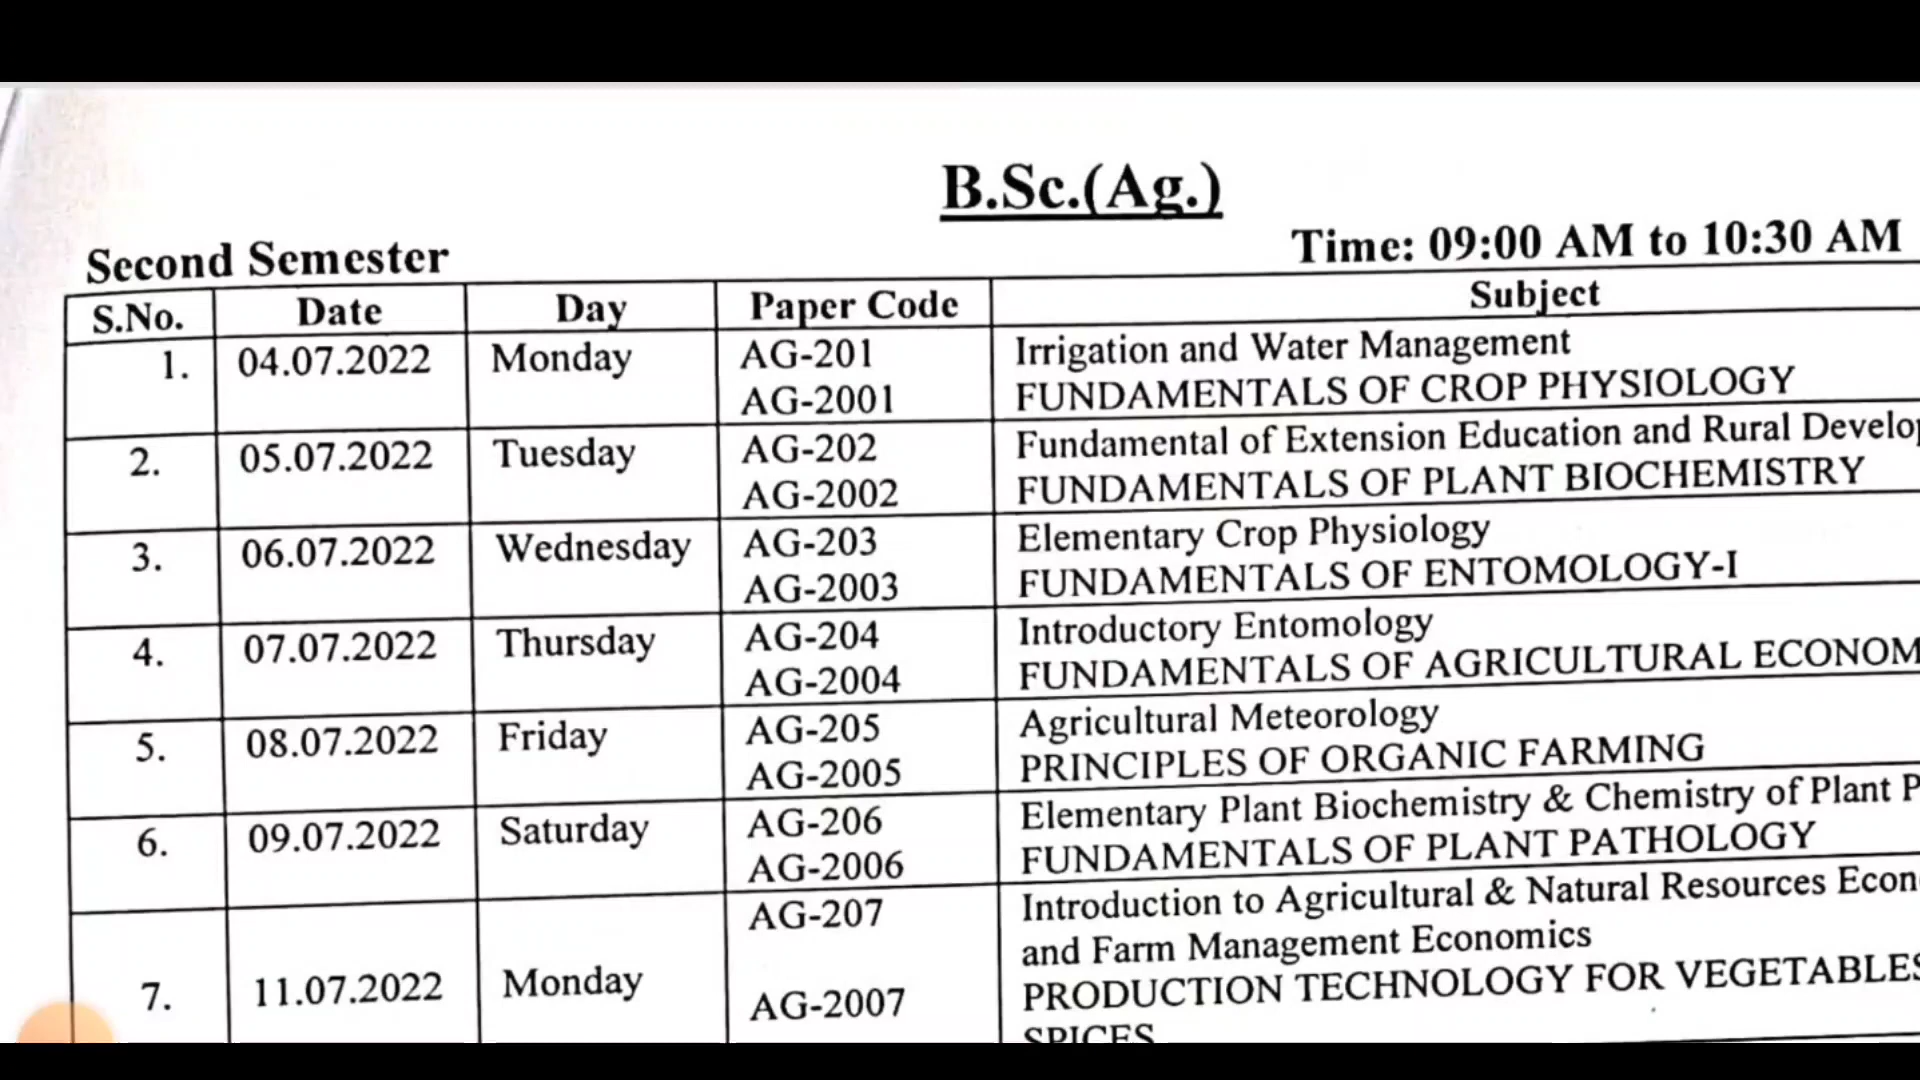 B.Sc.(Ag.)
Second Semester Time: 09:00 AM to 10:30 AM
S.No. Date Day Paper Code Subject
1. 04.07.2022 Monday AG-201 Irrigation and Water Management
AG-2001 FUNDAMENTALS OF CROP PHYSIOLOGY
2. 05.07.2022 Tuesday AG-202 Fundamental of Extension Education and Rural
AG-2002 FUNDAMENTALS OF PLANT BIOCHEMISTRY
3. 06.07.2022 Wednesday AG-203 Elementary Crop Physiology
AG-2003 FUNDAMENTALS OF ENTOMOLOGY-I
4. 07.07.2022 Thursday AG-204 Introductory Entomology
AG-2004 FUNDAMENTALS OF AGRICULTURAL
5. 08.07.2022 Friday AG-205 Agricultural Meteorology
AG-2005 PRINCIPLES OF ORGANIC FARMING
6. 09.07.2022 Saturday AG-206 Elementary Plant Biochemistry & Chemistry of Plant
AG-2006 FUNDAMENTALS OF PLANT PATHOLOGY
AG-207 Introduction to Agricultural & Natural Resources
and Farm Management Economics
7. 11.07.2022 Monday AG-2007 PRODUCTION TECHNOLOGY FOR VEGETABLES
SPICES